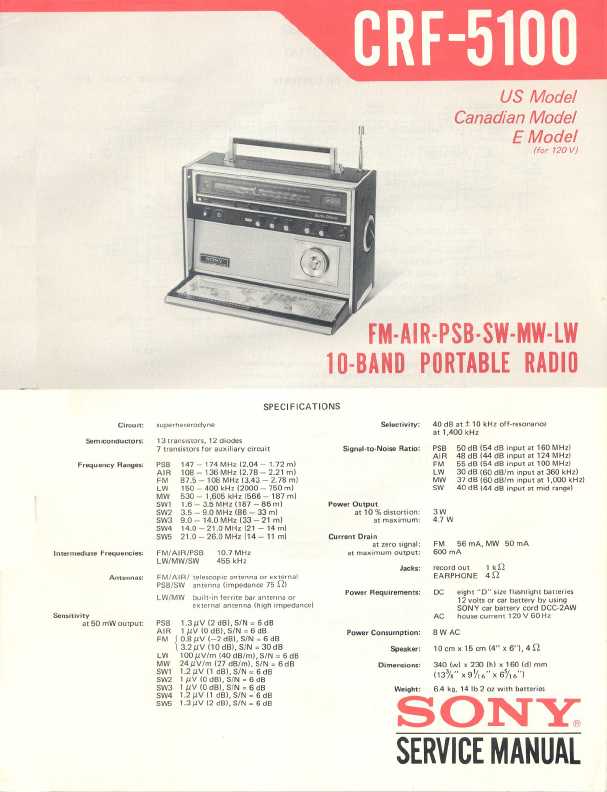 CRF-5100
US Model
Canadian Model
E Model
(for 120 V)
SONY
FM-AIR-PSB-SW-MW-LW
10-BAND PORTABLE RADIO
SPECIFICATIONS
Circuit: superhererodyne
Semiconductors: 13 transistors, 12 diodes
7 transistors for auxiliary circuit
Frequency Ranges: PSB 147 – 174 MHz (2.04 – 1.72 m)
AIR 108 – 136 MHz (2.78 – 2.21 m)
FM 87.5 – 108 MHz (3.43 – 2.78 m)
LW 150 – 400 kHz (2000 – 750 m)
MW 530 – 1,605 kHz (566 – 187 m)
SW1 1.6 – 3.5 MHz (187 – 86 m)
SW2 3.5 – 9.0 MHz (86 – 33 m)
SW3 9.0 – 14.0 MHz (33 – 21 m)
SW4 14.0 – 21.0 MHz (21 – 14 m)
SW5 21.0 – 26.0 MHz (14 – 11 m)
Intermediate Frequencies: FM/AIR/PSB 10.7 MHz
LW/MW/SW 455 kHz
Antennas: FM/AIR/ telescopic antenna or external
PSB/SW antenna (impedance 75 Ω)
LW/MW built-in ferrite bar antenna or
external antenna (high impedance)
Sensitivity
at 50 mW output: PSB 1.3 μV (2 dB), S/N = 6 dB
AIR 1 μV (0 dB), S/N = 6 dB
FM { 0.8 μV (–2 dB), S/N = 6 dB
3.2 μV (10 dB), S/N = 30 dB
LW 100 μV/m (40 dB/m), S/N = 6 dB
MW 24 μV/m (27 dB/m), S/N = 6 dB
SW1 1.2 μV (1 dB), S/N = 6 dB
SW2 1 μV (0 dB), S/N = 6 dB
SW3 1 μV (0 dB), S/N = 6 dB
SW4 1.2 μV (1 dB), S/N = 6 dB
SW5 1.3 μV (2 dB), S/N = 6 dB
Selectivity: 40 dB at ± 10 kHz off-resonance
at 1,400 kHz
Signal-to-Noise Ratio: PSB 50 dB (54 dB input at 160 MHz)
AIR 48 dB (44 dB input at 124 MHz)
FM 55 dB (54 dB input at 100 MHz)
LW 30 dB (60 dB/m input at 360 kHz)
MW 37 dB (60 dB/m input at 1,000 kHz)
SW 40 dB (44 dB input at mid range)
Power Output
at 10 % distortion: 3 W
at maximum: 4.7 W
Current Drain
at zero signal: FM 56 mA, MW 50 mA
at maximum output: 600 mA
Jacks: record out 1 kΩ
EARPHONE 4 Ω
Power Requirements: DC eight "D" size flashlight batteries
12 volts or car battery by using
SONY car battery cord DCC-2AW
AC house current 120 V 60 Hz
Power Consumption: 8 W AC
Speaker: 10 cm x 15 cm (4" x 6"), 4 Ω
Dimensions: 340 (w) x 230 (h) x 160 (d) mm
(13 3/8" x 9 1/16" x 6 5/16")
Weight: 6.4 kg, 14 lb 2 oz with batteries
SONY®
SERVICE MANUAL